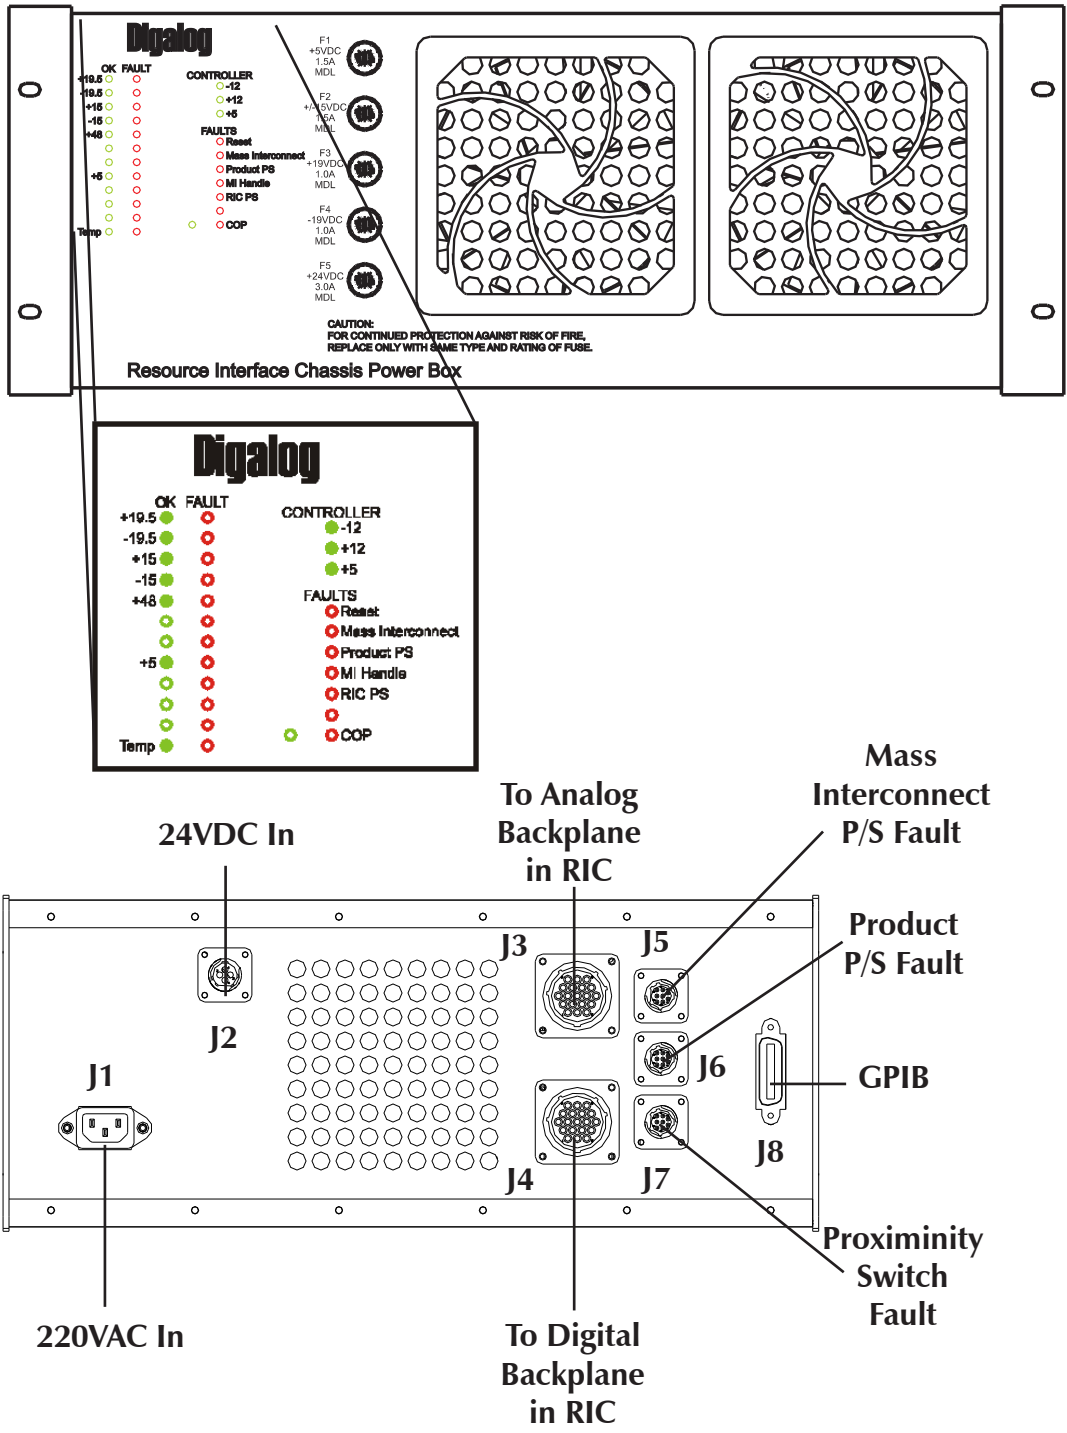 Digalog
OK FAULT
+19.5
-19.5
+15
-15
+48
+5
Temp
CONTROLLER
-12
+12
+5
FAULTS
Reset
Mass Interconnect
Product PS
MI Handle
RIC PS
COP
F1
+5VDC
1.5A
MDL
F2
+/-15VDC
1.5A
MDL
F3
+19VDC
1.0A
MDL
F4
-19VDC
1.0A
MDL
F5
+24VDC
3.0A
MDL
CAUTION:
FOR CONTINUED PROTECTION AGAINST RISK OF FIRE,
REPLACE ONLY WITH SAME TYPE AND RATING OF FUSE.
Resource Interface Chassis Power Box
Digalog
OK FAULT
+19.5
-19.5
+15
-15
+48
+5
Temp
CONTROLLER
-12
+12
+5
FAULTS
Reset
Mass Interconnect
Product PS
MI Handle
RIC PS
COP
24VDC In
To Analog
Backplane
in RIC
Mass
Interconnect
P/S Fault
Product
P/S Fault
J3
J5
J2
J6
J1
GPIB
J8
J4
J7
Proximinity
Switch
Fault
220VAC In
To Digital
Backplane
in RIC